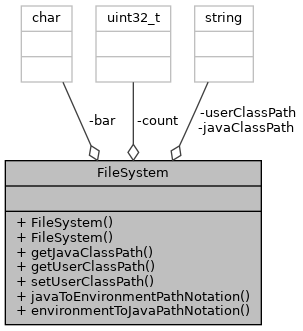 char
uint32_t
string
-bar
-count
-userClassPath
-javaClassPath
FileSystem
+ FileSystem()
+ FileSystem()
+ getJavaClassPath()
+ getUserClassPath()
+ setUserClassPath()
+ javaToEnvironmentPathNotation()
+ environmentToJavaPathNotation()